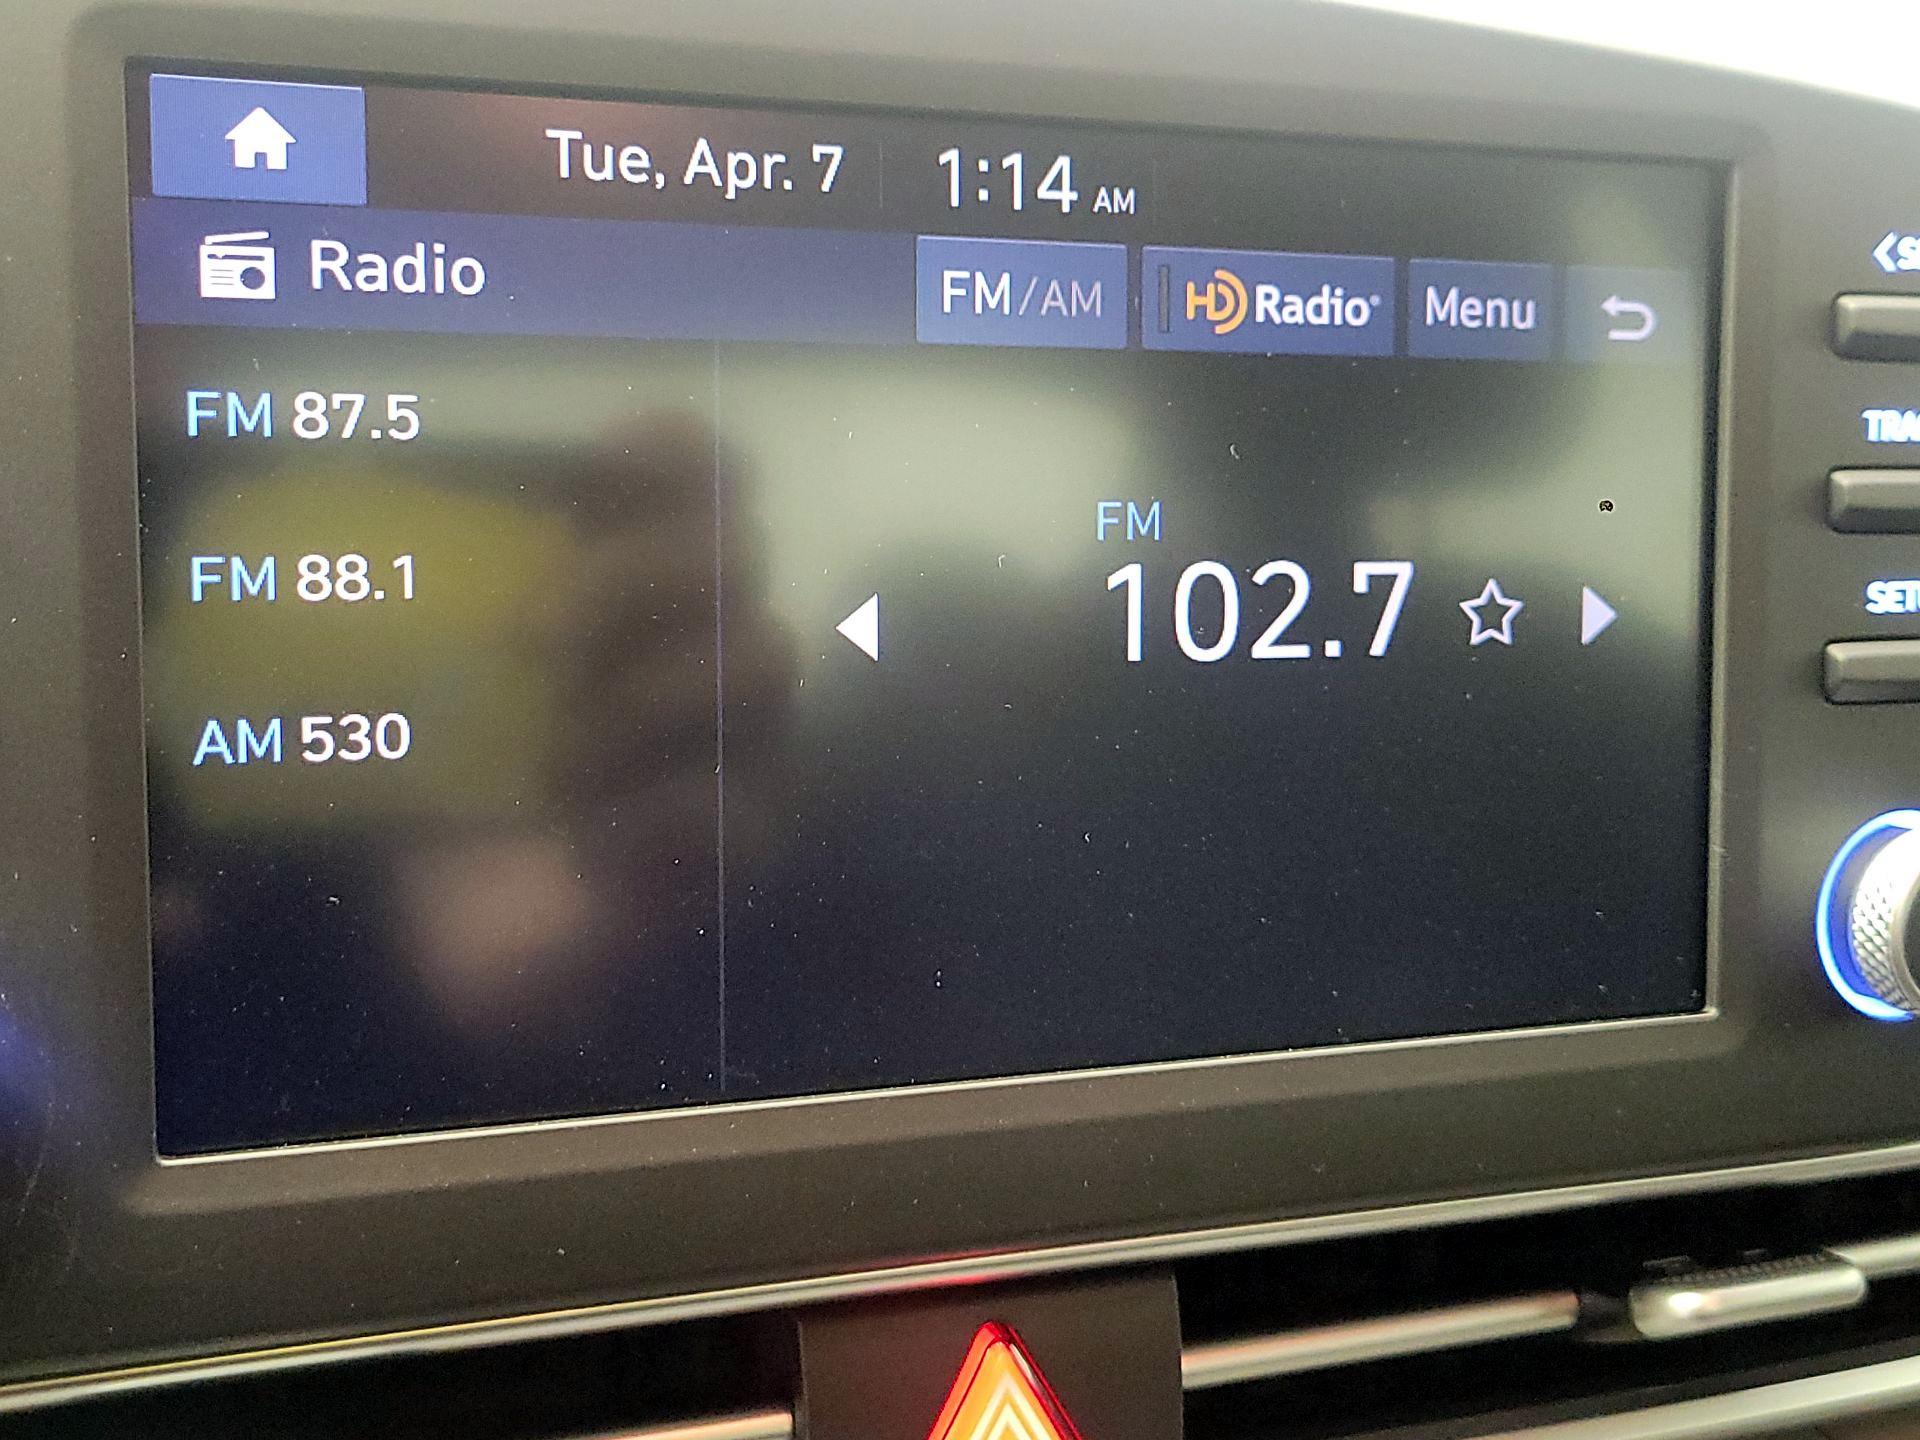 Tue, Apr. 7 1:14 AM
Radio FM/AM HD Radio® Menu
FM 87.5
FM 88.1
AM 530
FM
102.7